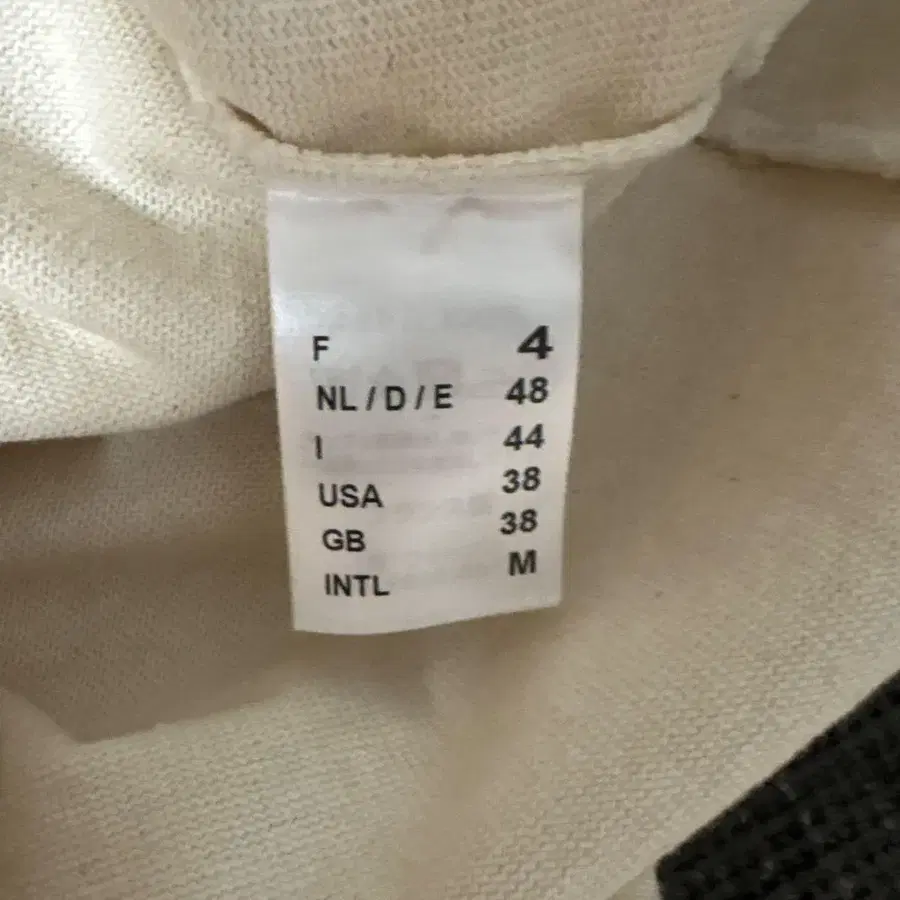 F 4
NL / D / E 48
I 44
USA 38
GB 38
INTL M